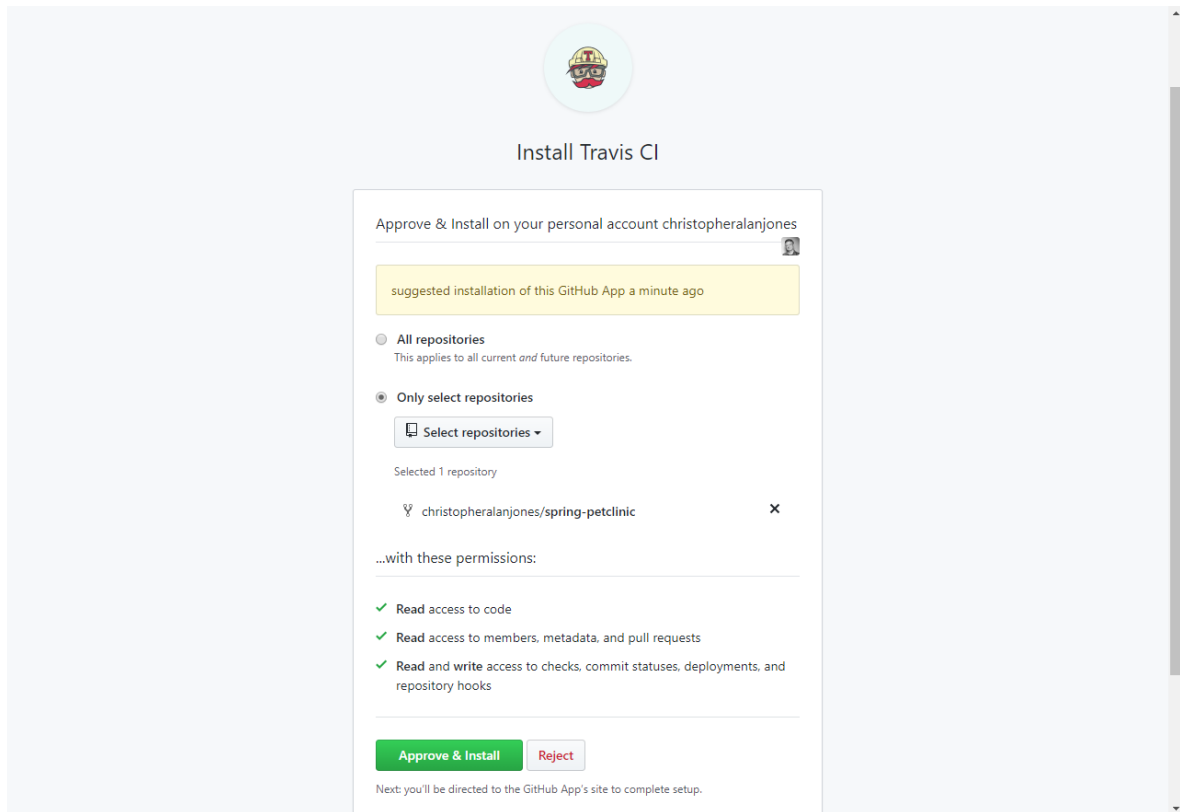 T
Install Travis CI
Approve & Install on your personal account christopheralanjones
suggested installation of this GitHub App a minute ago
All repositories
This applies to all current and future repositories.
Only select repositories
Select repositories
Selected 1 repository
christopheralanjones/spring-petclinic
...with these permissions:
Read access to code
Read access to members, metadata, and pull requests
Read and write access to checks, commit statuses, deployments, and
repository hooks
Approve & Install Reject
Next: you'll be directed to the GitHub App's site to complete setup.